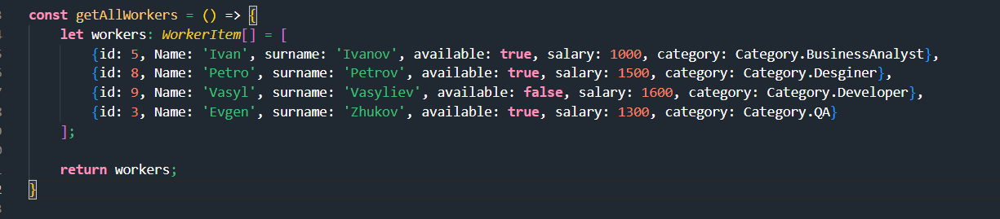 const getAllWorkers = () => {
let workers: WorkerItem[] = [
{id: 5, Name: 'Ivan', surname: 'Ivanov', available: true, salary: 1000, category: Category.BusinessAnalyst},
{id: 8, Name: 'Petro', surname: 'Petrov', available: true, salary: 1500, category: Category.Desginer},
{id: 9, Name: 'Vasyl', surname: 'Vasyliev', available: false, salary: 1600, category: Category.Developer},
{id: 3, Name: 'Evgen', surname: 'Zhukov', available: true, salary: 1300, category: Category.QA}
];
return workers;
}